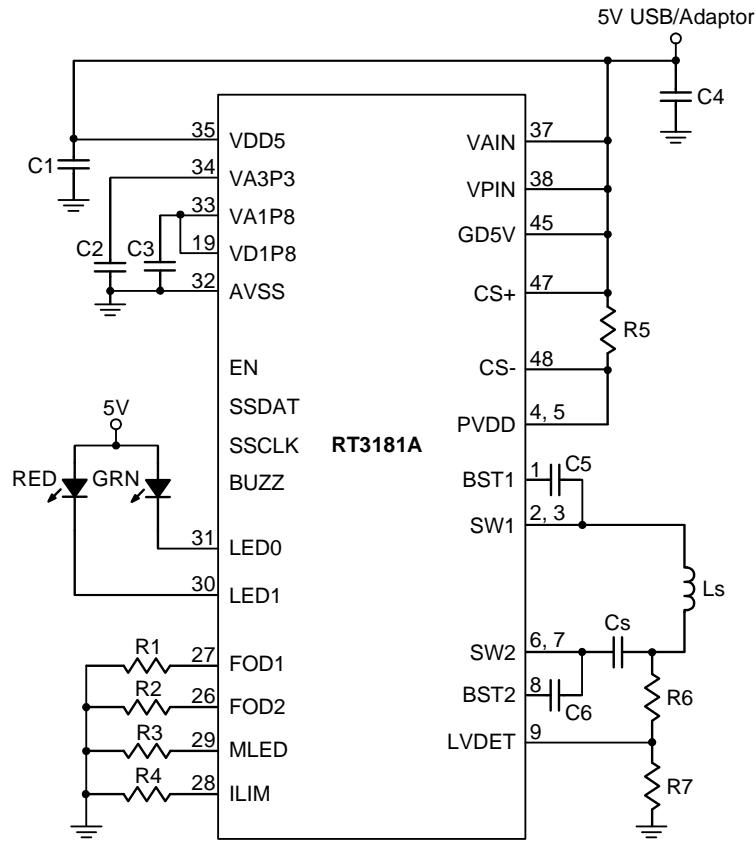 5V USB/Adaptor
C4
C1
35 VDD5
VAIN 37
34 VA3P3
VPIN 38
33 VA1P8
GD5V 45
C2 C3 19 VD1P8
32 AVSS
CS+ 47
R5
EN
CS- 48
SSDAT
PVDD 4, 5
5V
SSCLK RT3181A
RED GRN BUZZ
BST1 1 C5
SW1 2, 3
31 LED0
30 LED1
Ls
Cs
R1 27 FOD1
SW2 6, 7
R2 26 FOD2
BST2 8 C6
R6
R3 29 MLED
LVDET 9
R4 28 ILIM
R7